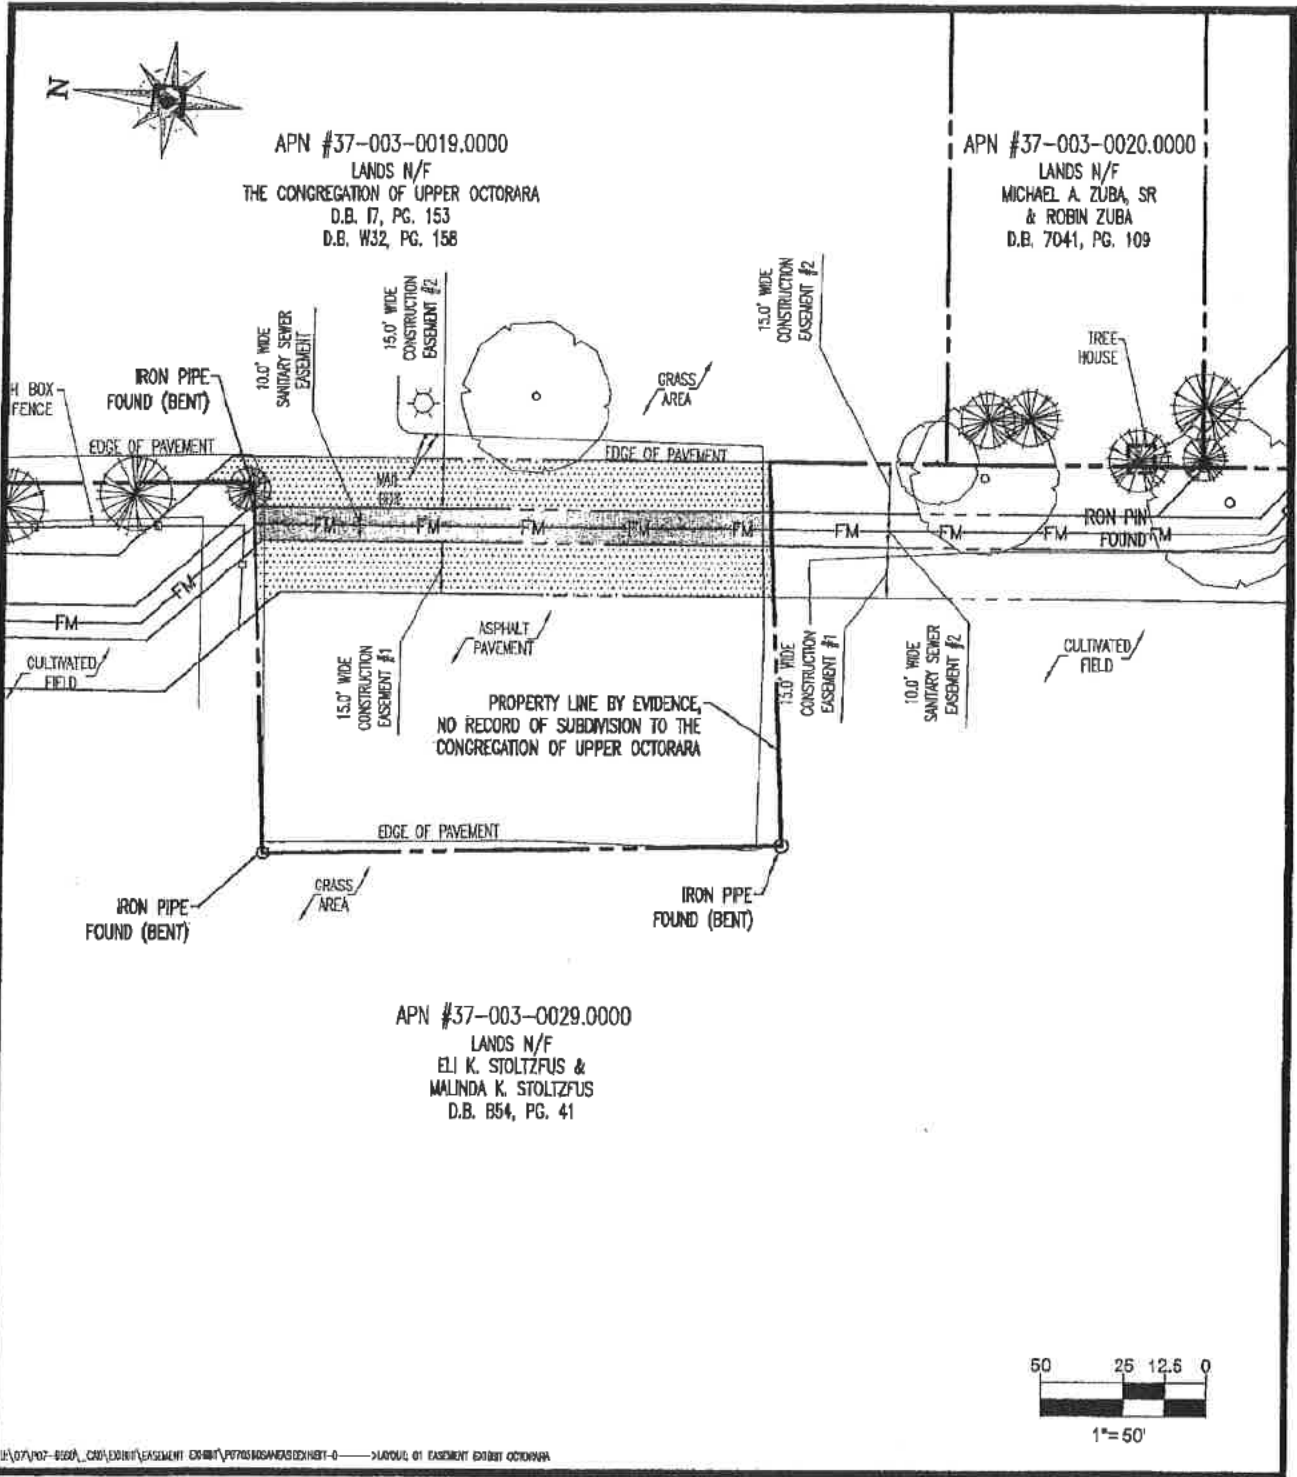 N
APN #37-003-0019.0000
LANDS N/F
THE CONGREGATION OF UPPER OCTORARA
D.B. I7, PG. 153
D.B. W32, PG. 158
APN #37-003-0020.0000
LANDS N/F
MICHAEL A. ZUBA, SR
& ROBIN ZUBA
D.B. 7041, PG. 109
15.0' WIDE
CONSTRUCTION
EASEMENT #2
15.0' WIDE
CONSTRUCTION
EASEMENT #2
10.0' WIDE
SANITARY SEWER
EASEMENT
TREE
HOUSE
H BOX
FENCE
IRON PIPE
FOUND (BENT)
GRASS
AREA
EDGE OF PAVEMENT
EDGE OF PAVEMENT
FM
FM
FM
FM
FM
FM
FM
FM
FM
IRON PIN
FOUND
FM
FM
CULTIVATED
FIELD
ASPHALT
PAVEMENT
15.0' WIDE
CONSTRUCTION
EASEMENT #1
15.0' WIDE
CONSTRUCTION
EASEMENT #1
10.0' WIDE
SANITARY SEWER
EASEMENT #2
CULTIVATED
FIELD
PROPERTY LINE BY EVIDENCE,
NO RECORD OF SUBDIVISION TO THE
CONGREGATION OF UPPER OCTORARA
EDGE OF PAVEMENT
GRASS
AREA
IRON PIPE
FOUND (BENT)
IRON PIPE
FOUND (BENT)
APN #37-003-0029.0000
LANDS N/F
ELI K. STOLTZFUS &
MALINDA K. STOLTZFUS
D.B. B54, PG. 41
50 25 12.5 0
1"=50'
EASEMENT EXHIBIT OCTORARA